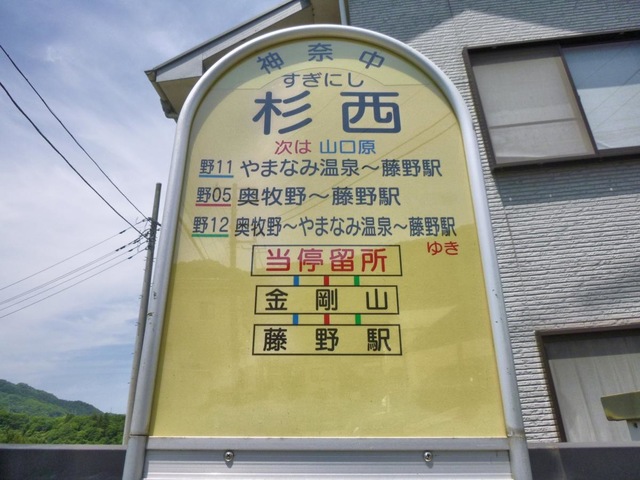 神奈中
すぎにし
杉西
次は 山口原
野11 やまなみ温泉～藤野駅
野05 奥牧野～藤野駅
野12 奥牧野～やまなみ温泉～藤野駅
ゆき
当停留所
金剛山
藤野駅